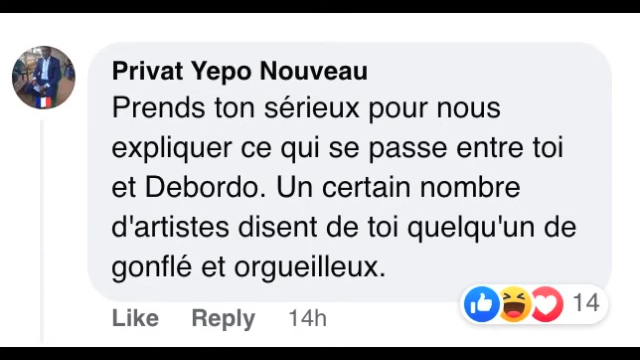 Privat Yepo Nouveau
Prends ton sérieux pour nous
expliquer ce qui se passe entre toi
et Debordo. Un certain nombre
d'artistes disent de toi quelqu'un de
gonflé et orgueilleux.
14
Like Reply 14h